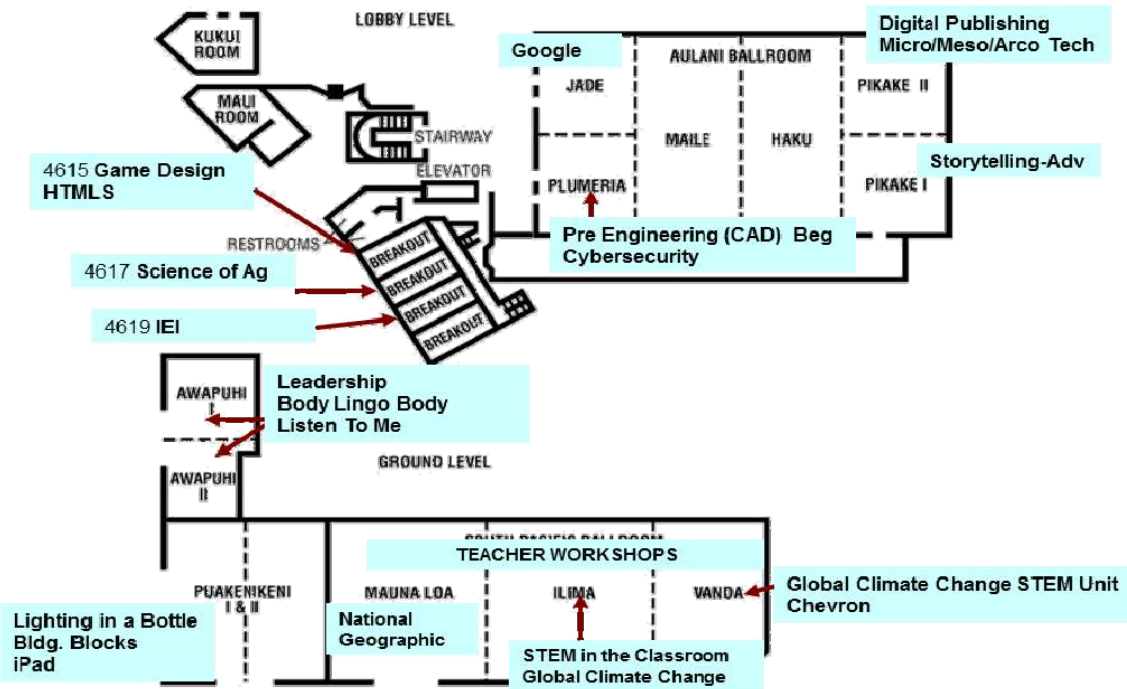 LOBBY LEVEL
KUKUI
ROOM
MAUI
ROOM
STAIRWAY
ELEVATOR
RESTROOMS
4615 Game Design
HTMLS
4617 Science of Ag
4619 IEI
BREAKOUT
BREAKOUT
BREAKOUT
BREAKOUT
Google
AULANI BALLROOM
Digital Publishing
Micro/Meso/Arco Tech
JADE
MAILE
HAKU
PIKAKE II
PLUMERIA
PIKAKE I
Storytelling-Adv
Pre Engineering (CAD) Beg
Cybersecurity
AWAPUHI
I
AWAPUHI
II
Leadership
Body Lingo Body
Listen To Me
GROUND LEVEL
SOUTH PACIFIC BALLROOM
TEACHER WORKSHOPS
PUAKENIKENI
I & II
MAUNA LOA
ILIMA
VANDA
Lighting in a Bottle
Bldg. Blocks
iPad
National
Geographic
STEM in the Classroom
Global Climate Change
Global Climate Change STEM Unit
Chevron